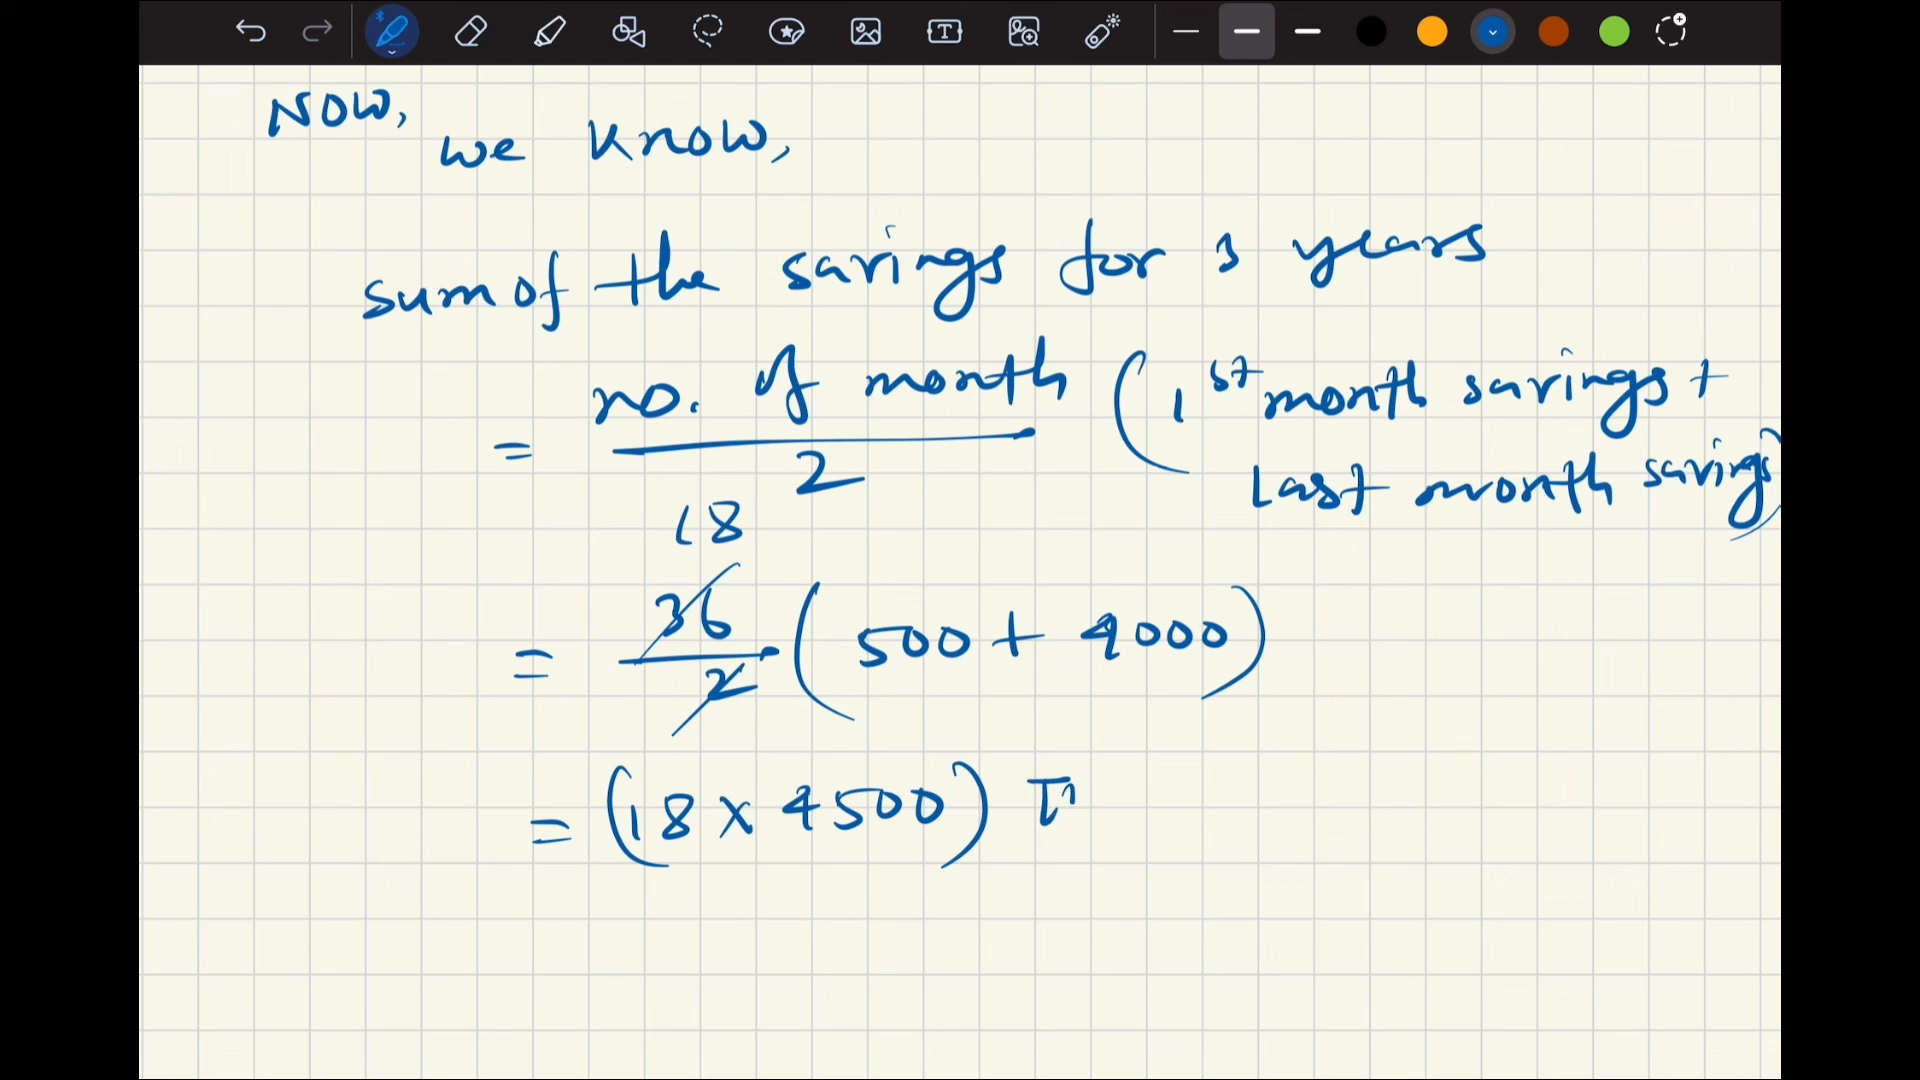 Now,
we know,
sum of the savings for 3 years
= no. of month / 2 (1st month savings +
last month savings)
18
= 36/2 (500 + 4000)
= (18 x 4500)